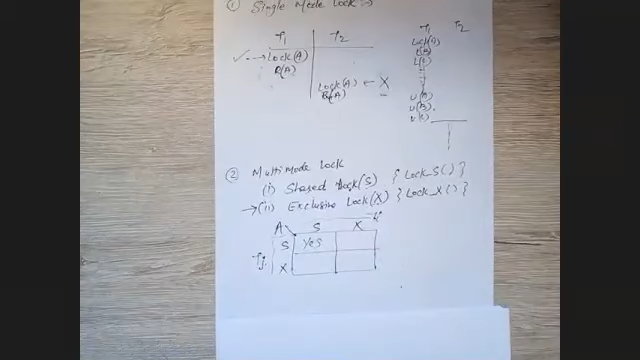 ① Single Mode Lock :→
T1 T2
✓→ Lock(A)
R(A)
Lock(A) ← X
R(A)
T1 T2
Lock(A)
L(C)
U(A)
U(B)
U(C)
② Multimode Lock
(i) Shared Lock(S) { Lock_S( ) }
→(ii) Exclusive Lock(X) { Lock_X( ) }
A S X
Tj S Yes
X